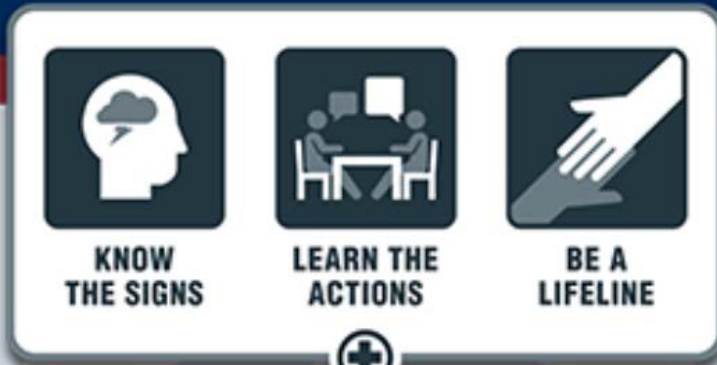 KNOW
THE SIGNS
LEARN THE
ACTIONS
BE A
LIFELINE